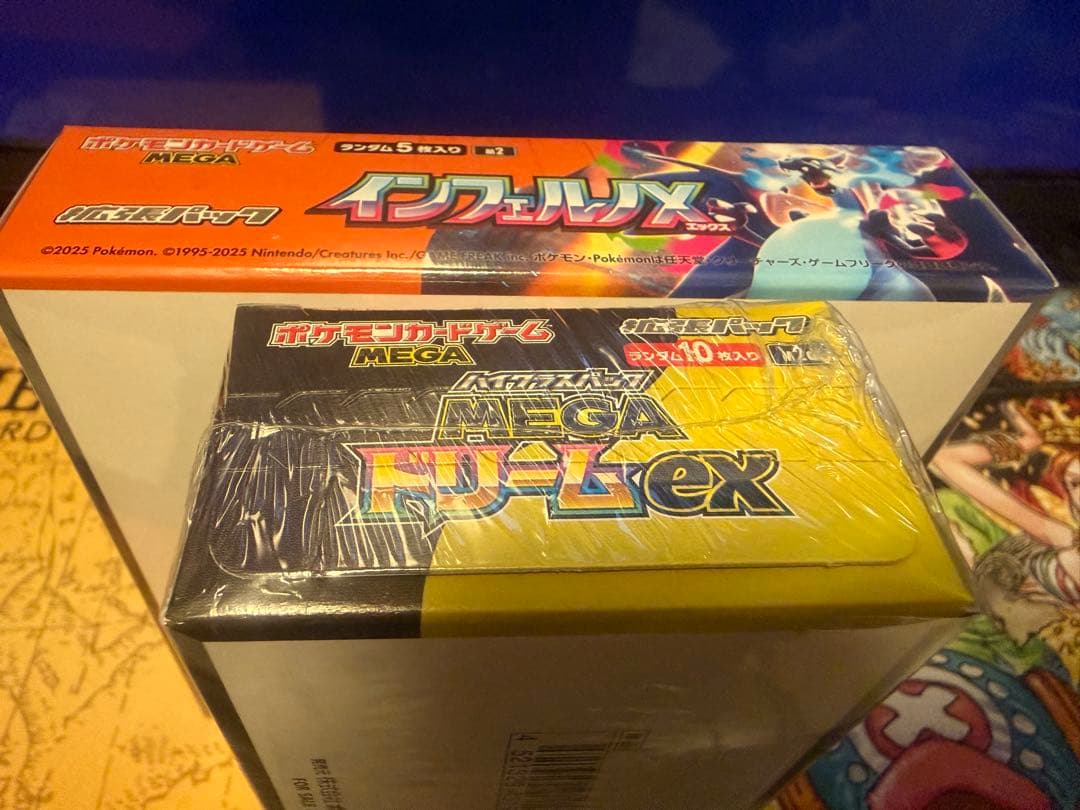 ポケモンカードゲーム
MEGA
ランダム5枚入り
M2
拡張パック
インフェルノX
エックス
©2025 Pokémon. ©1995-2025 Nintendo/Creatures Inc./GAME FREAK inc. ポケモン・Pokémonは任天堂・クリーチャーズ・ゲームフリーク
ポケモンカードゲーム
MEGA
拡張パック
ランダム10枚入り
M2a
ハイクラスパック
MEGA
ドリームex
FOR SALE